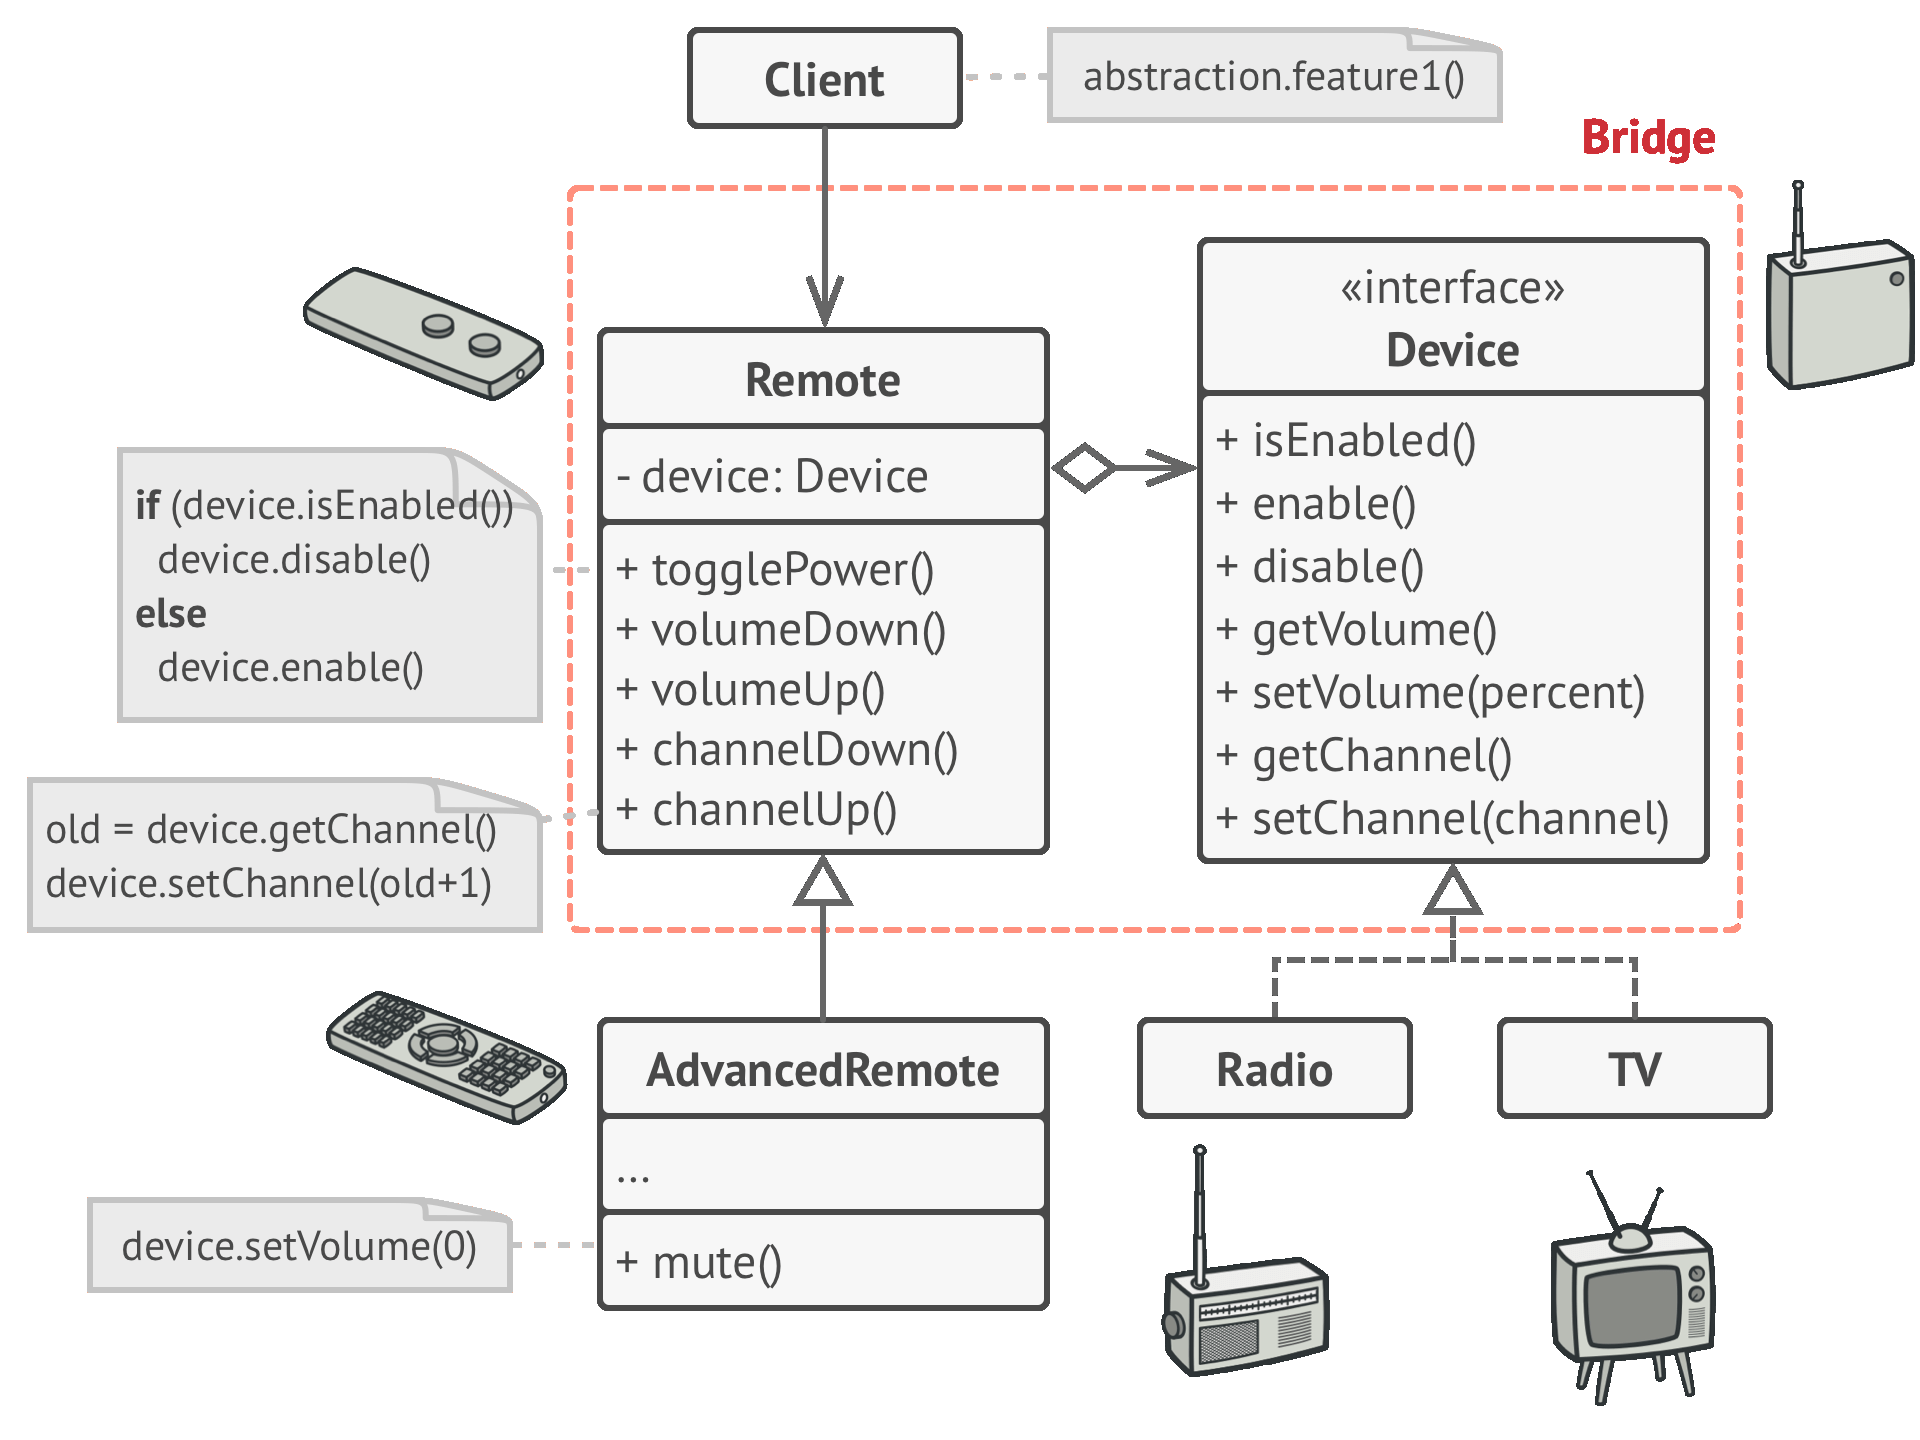 Client
abstraction.feature1()
Bridge
«interface»
Device
+ isEnabled()
+ enable()
+ disable()
+ getVolume()
+ setVolume(percent)
+ getChannel()
+ setChannel(channel)
Remote
- device: Device
+ togglePower()
+ volumeDown()
+ volumeUp()
+ channelDown()
+ channelUp()
if (device.isEnabled())
device.disable()
else
device.enable()
old = device.getChannel()
device.setChannel(old+1)
AdvancedRemote
...
+ mute()
device.setVolume(0)
Radio
TV